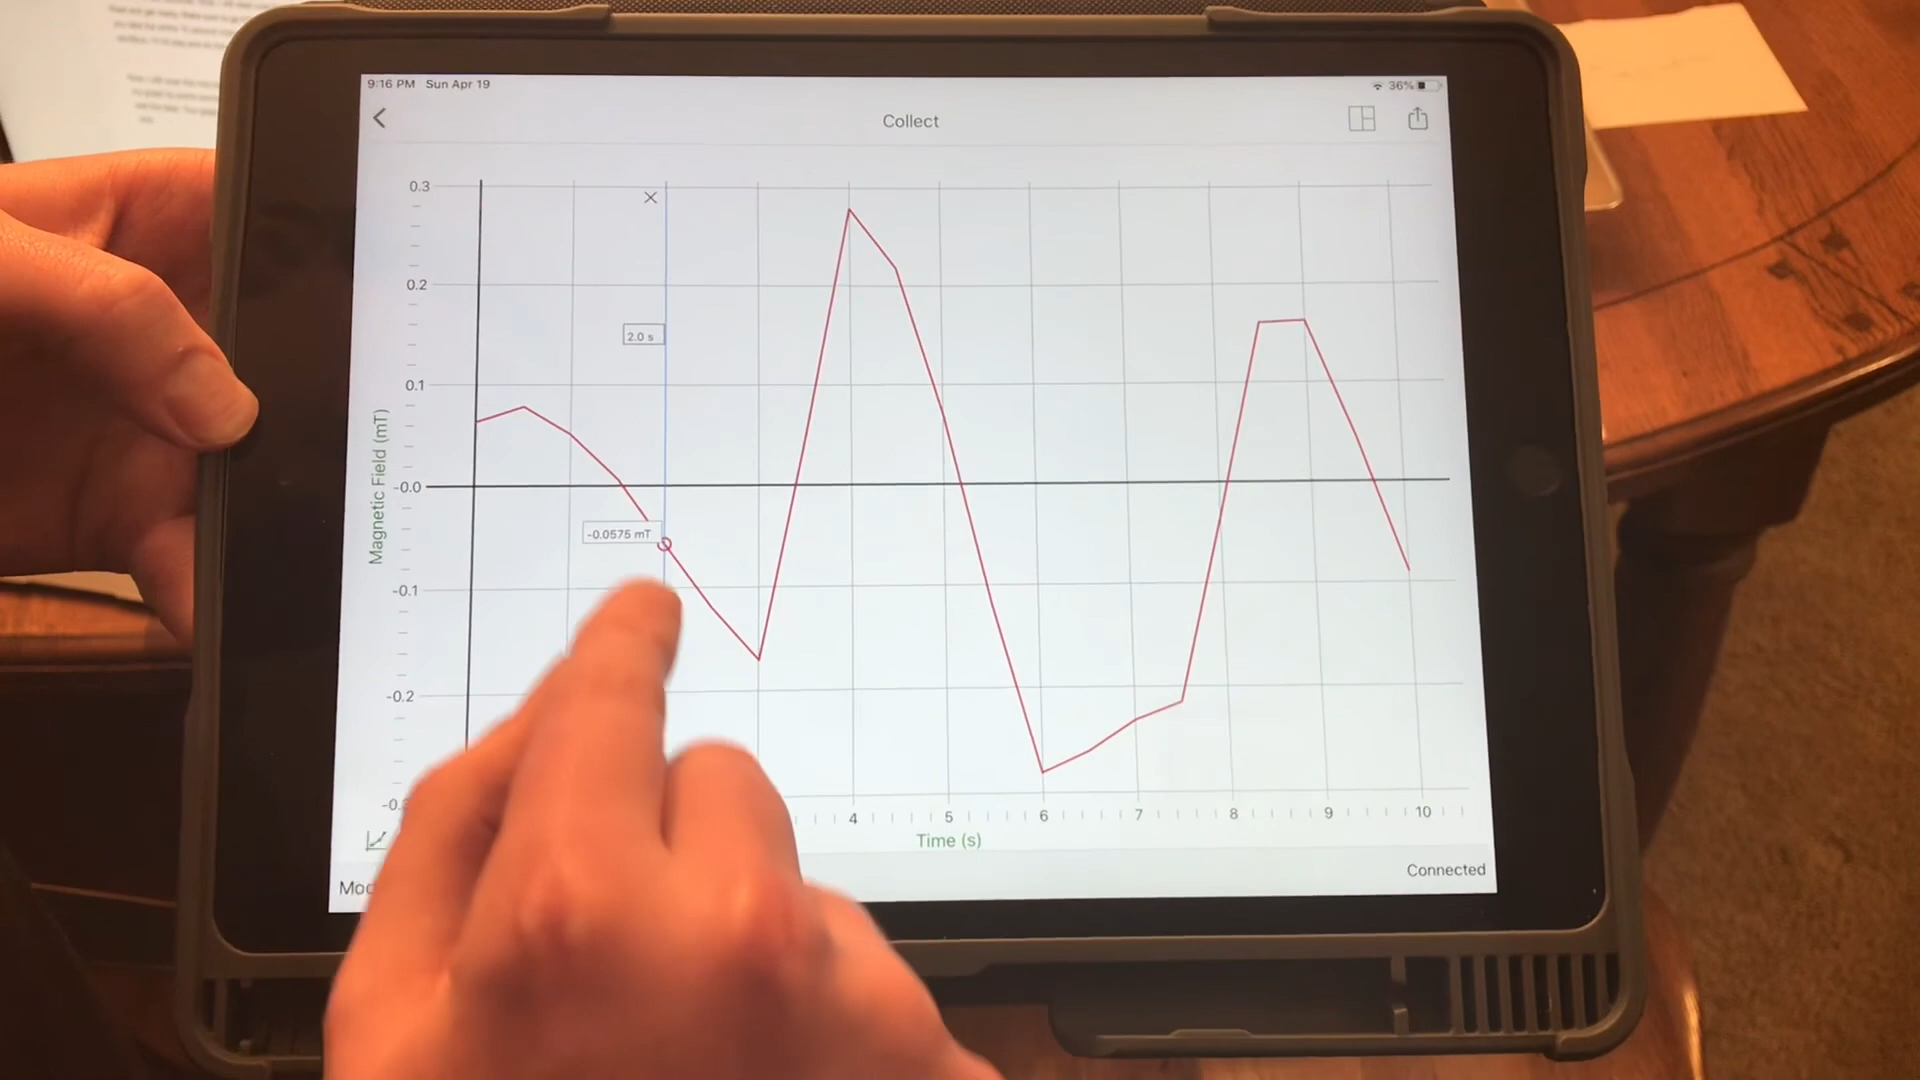 9:16 PM Sun Apr 19
36%
Collect
0.3
0.2
2.0 s
0.1
Magnetic Field (mT)
-0.0
-0.0575 mT
-0.1
-0.2
4 5 6 7 8 9 10
Time (s)
Connected